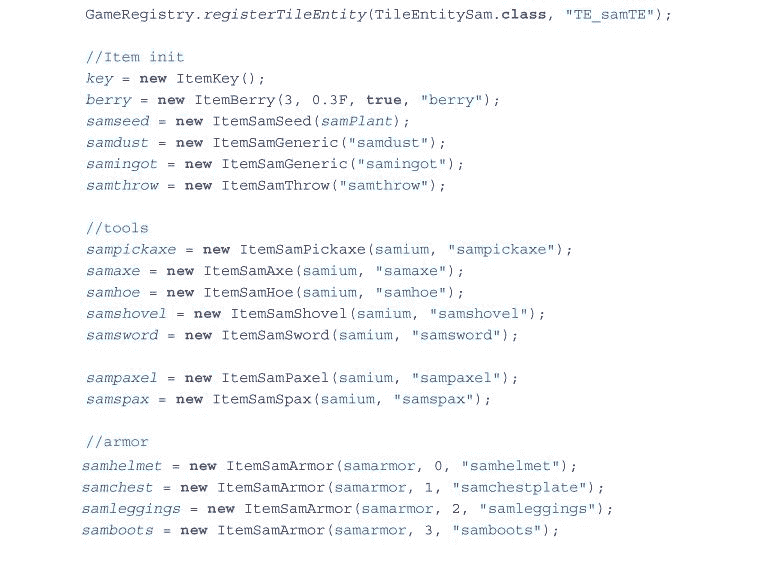 GameRegistry.registerTileEntity(TileEntitySam.class, "TE_samTE");
//Item init
key = new ItemKey();
berry = new ItemBerry(3, 0.3F, true, "berry");
samseed = new ItemSamSeed(samPlant);
samdust = new ItemSamGeneric("samdust");
samingot = new ItemSamGeneric("samingot");
samthrow = new ItemSamThrow("samthrow");
//tools
sampickaxe = new ItemSamPickaxe(samium, "sampickaxe");
samaxe = new ItemSamAxe(samium, "samaxe");
samhoe = new ItemSamHoe(samium, "samhoe");
samshovel = new ItemSamShovel(samium, "samshovel");
samsword = new ItemSamSword(samium, "samsword");
sampaxel = new ItemSamPaxel(samium, "sampaxel");
samspax = new ItemSamSpax(samium, "samspax");
//armor
samhelmet = new ItemSamArmor(samarmor, 0, "samhelmet");
samchest = new ItemSamArmor(samarmor, 1, "samchestplate");
samleggings = new ItemSamArmor(samarmor, 2, "samleggings");
samboots = new ItemSamArmor(samarmor, 3, "samboots");